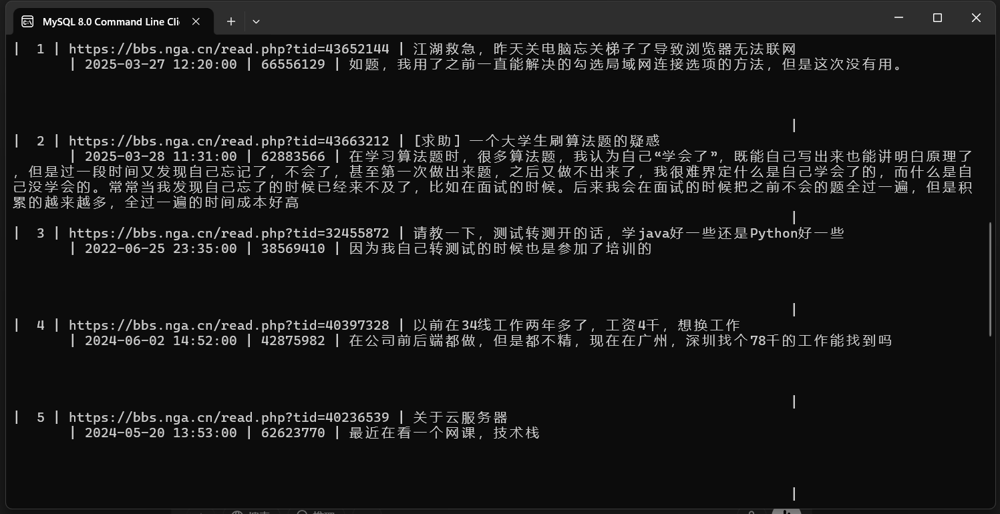 MySQL 8.0 Command Line Cli
| 1 | https://bbs.nga.cn/read.php?tid=43652144 | 江湖救急，昨天关电脑忘关梯子了导致浏览器无法联网
| 2025-03-27 12:20:00 | 66556129 | 如题，我用了之前一直能解决的勾选局域网连接选项的方法，但是这次没有用。
|
| 2 | https://bbs.nga.cn/read.php?tid=43663212 | [求助] 一个大学生刷算法题的疑惑
| 2025-03-28 11:31:00 | 62883566 | 在学习算法题时，很多算法题，我认为自己“学会了”，既能自己写出来也能讲明白原理了
，但是过一段时间又发现自己忘记了，不会了，甚至第一次做出来题，之后又做不出来了，我很难界定什么是自己学会了的，而什么是自
己没学会的。常常当我发现自己忘了的时候已经来不及了，比如在面试的时候。后来我会在面试的时候把之前不会的题全过一遍，但是积
累的越来越多，全过一遍的时间成本好高
|
| 3 | https://bbs.nga.cn/read.php?tid=32455872 | 请教一下，测试转测开的话，学java好一些还是Python好一些
| 2022-06-25 23:35:00 | 38569410 | 因为我自己转测试的时候也是参加了培训的
|
| 4 | https://bbs.nga.cn/read.php?tid=40397328 | 以前在34线工作两年多了，工资4千，想换工作
| 2024-06-02 14:52:00 | 42875982 | 在公司前后端都做，但是都不精，现在在广州，深圳找个78千的工作能找到吗
|
| 5 | https://bbs.nga.cn/read.php?tid=40236539 | 关于云服务器
| 2024-05-20 13:53:00 | 62623770 | 最近在看一个网课，技术栈
|